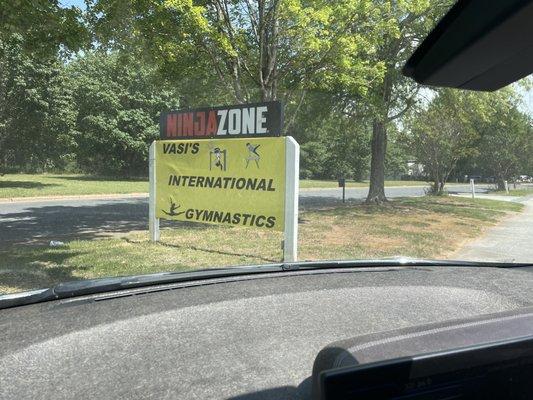 NINJAZONE
VASI'S
INTERNATIONAL
GYMNASTICS